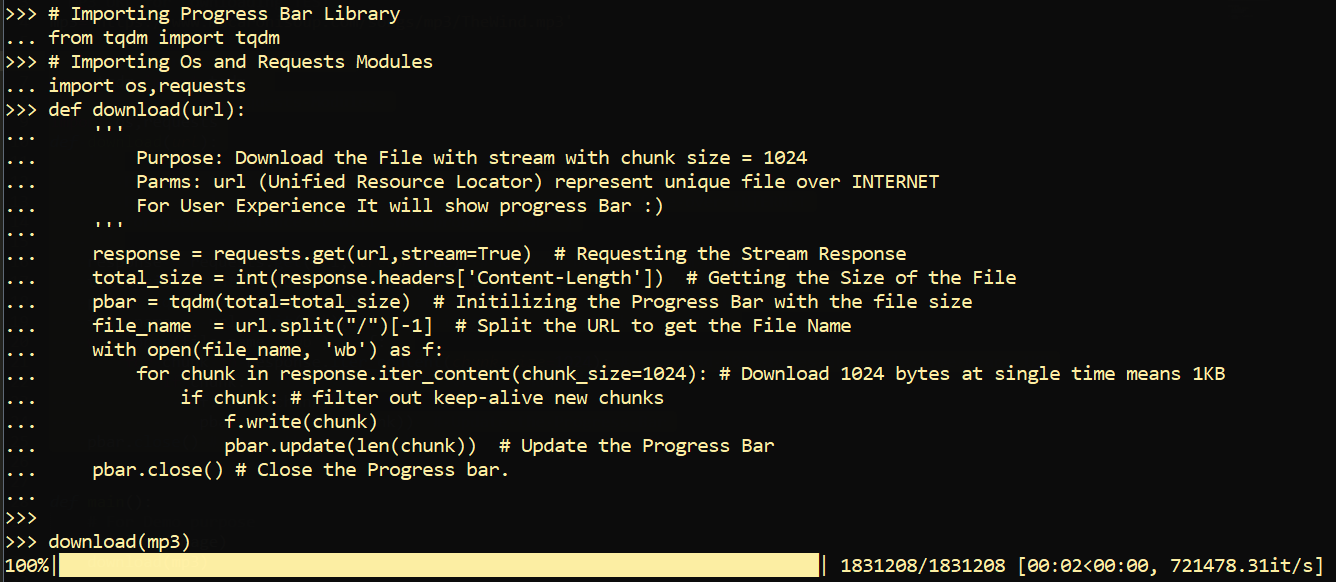 >>> # Importing Progress Bar Library
... from tqdm import tqdm
>>> # Importing Os and Requests Modules
... import os,requests
>>> def download(url):
...     '''
...         Purpose: Download the File with stream with chunk size = 1024
...         Parms: url (Unified Resource Locator) represent unique file over INTERNET
...         For User Experience It will show progress Bar :)
...     '''
...     response = requests.get(url,stream=True)  # Requesting the Stream Response
...     total_size = int(response.headers['Content-Length'])  # Getting the Size of the File
...     pbar = tqdm(total=total_size)  # Initilizing the Progress Bar with the file size
...     file_name  = url.split("/")[-1]  # Split the URL to get the File Name
...     with open(file_name, 'wb') as f:
...         for chunk in response.iter_content(chunk_size=1024): # Download 1024 bytes at single time means 1KB
...             if chunk: # filter out keep-alive new chunks
...                 f.write(chunk)
...                 pbar.update(len(chunk))  # Update the Progress Bar
...     pbar.close() # Close the Progress bar.
...
>>>
>>> download(mp3)
100%| | 1831208/1831208 [00:02<00:00, 721478.31it/s]